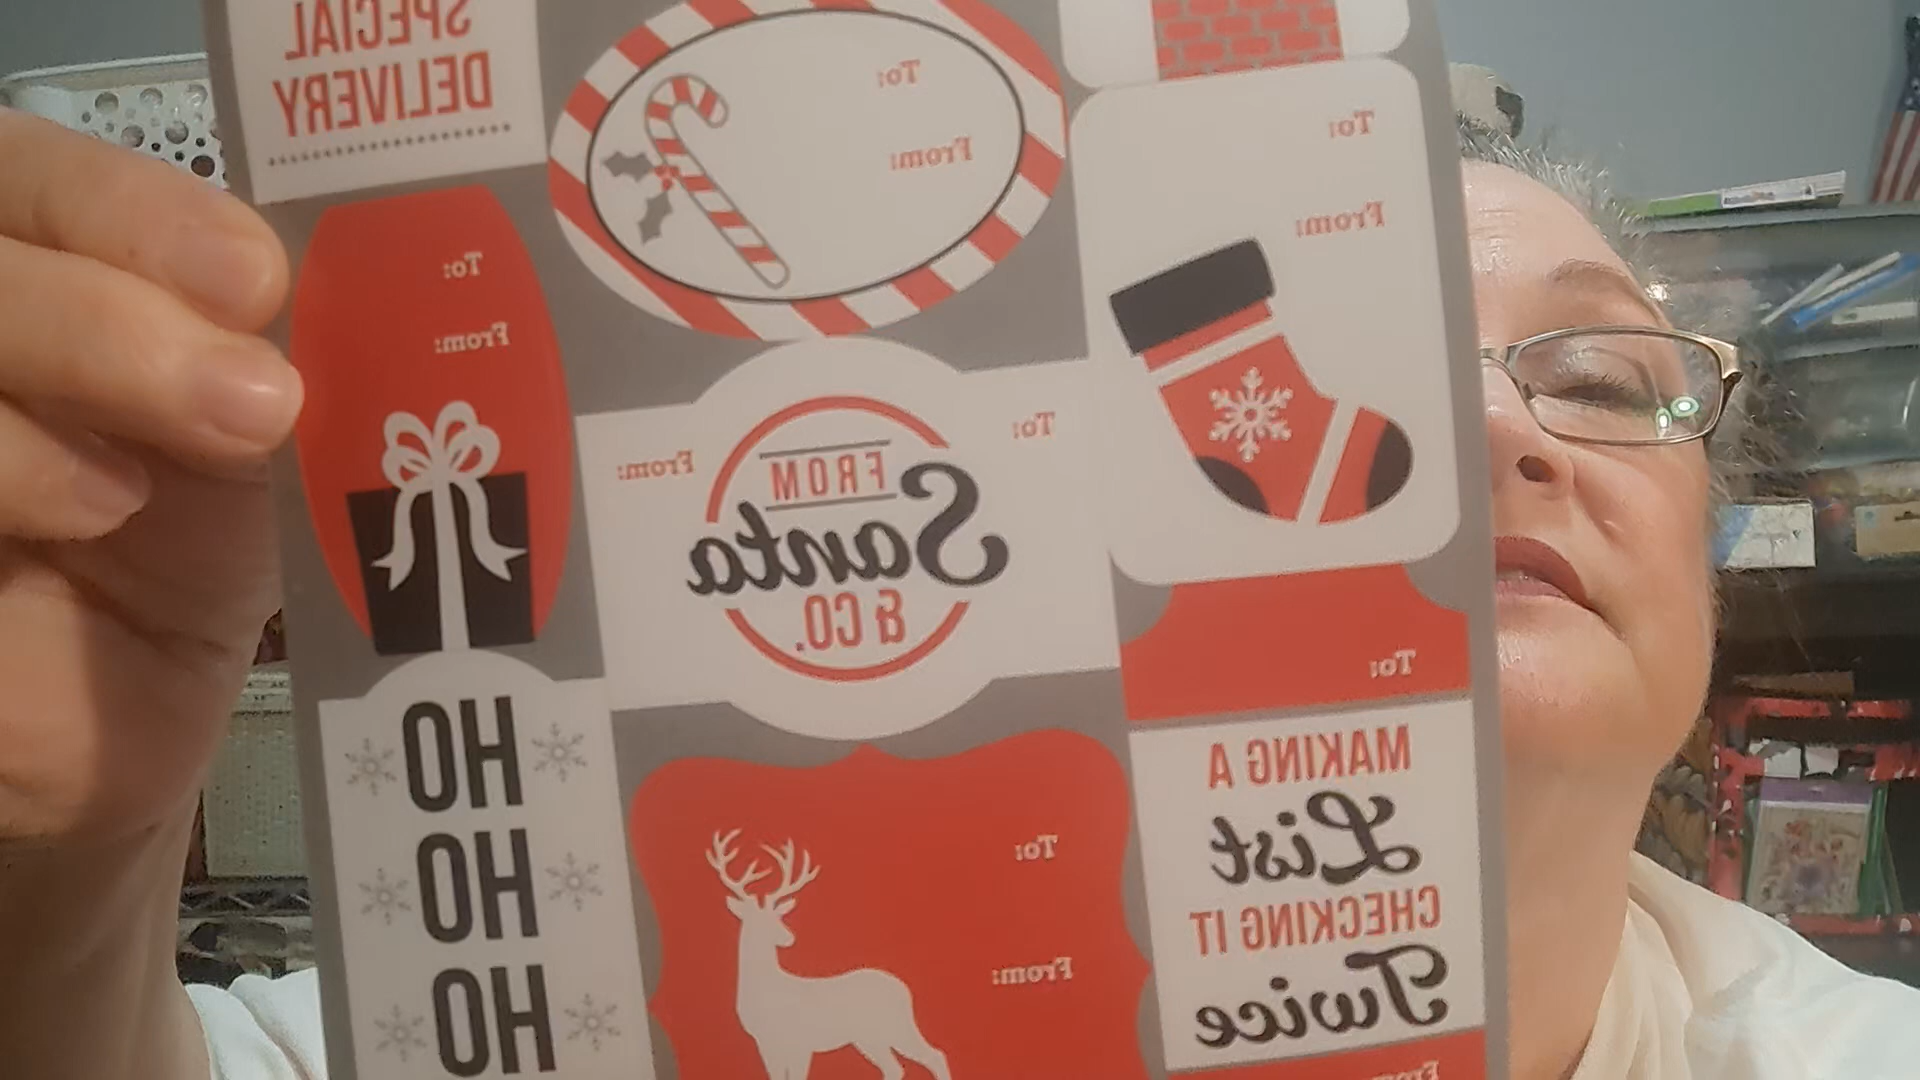 SPECIAL
DELIVERY
To:
From:
To:
From:
To:
From:
To:
From:
FROM
Santa
& CO.
To:
HO
HO
HO
To:
From:
MAKING A
List
CHECKING IT
Twice
From: